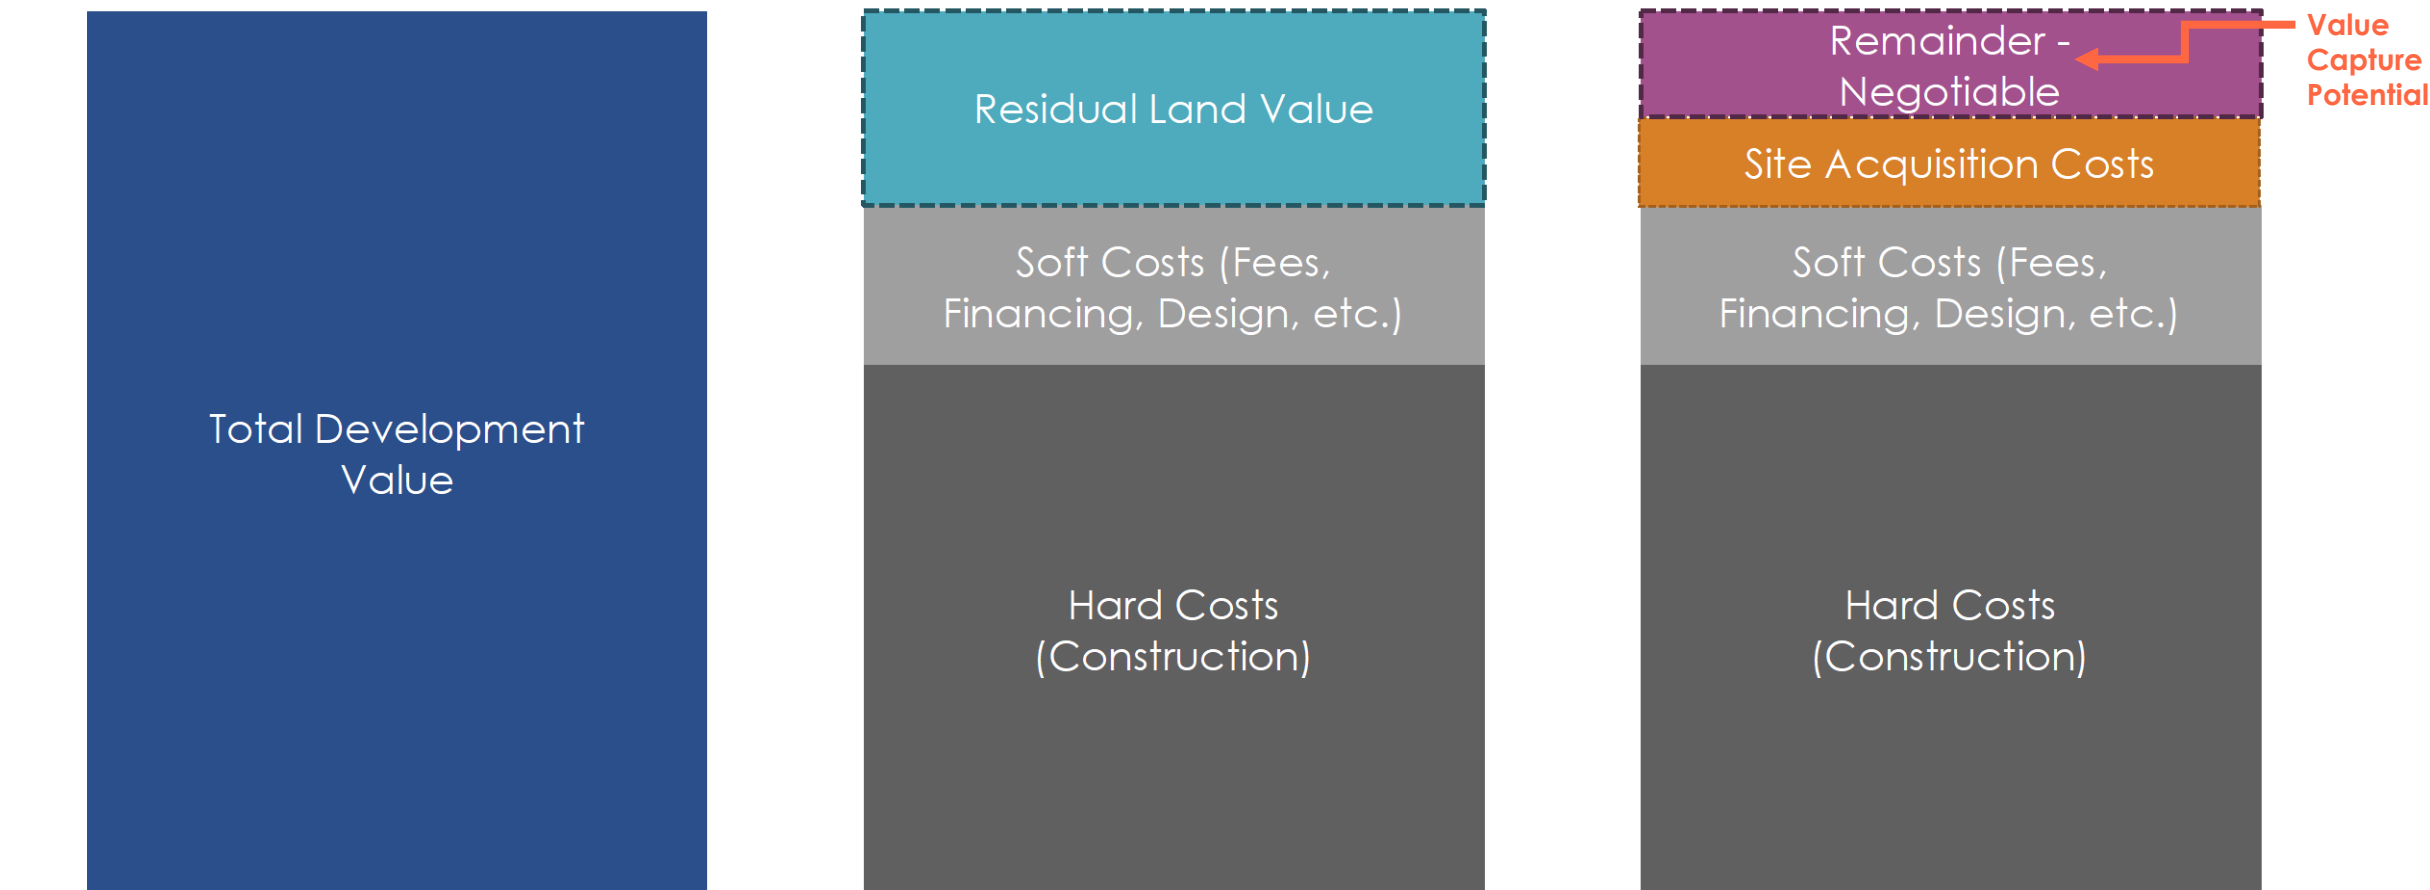 Total Development
Value
Residual Land Value
Soft Costs (Fees,
Financing, Design, etc.)
Hard Costs
(Construction)
Remainder -
Negotiable
Site Acquisition Costs
Soft Costs (Fees,
Financing, Design, etc.)
Hard Costs
(Construction)
Value
Capture
Potential